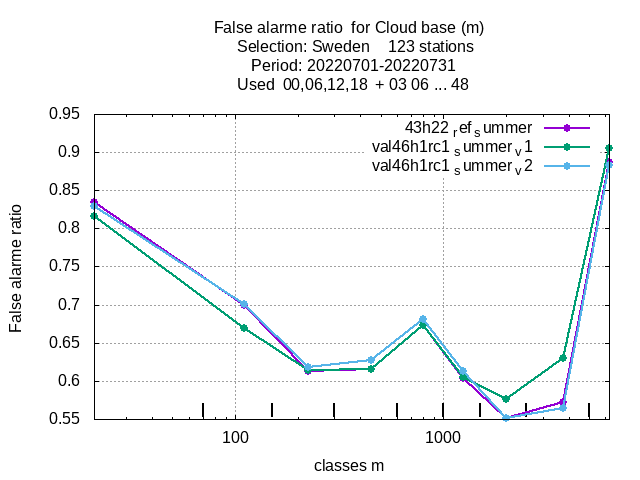 False alarme ratio  for Cloud base (m)
Selection: Sweden    123 stations
Period: 20220701-20220731
Used  00,06,12,18  + 03 06 ... 48
0.95
0.9
0.85
0.8
0.75
0.7
0.65
0.6
0.55
False alarme ratio
43h22 ref summer
val46h1rc1 summer v1
val46h1rc1 summer v2
100
1000
classes m